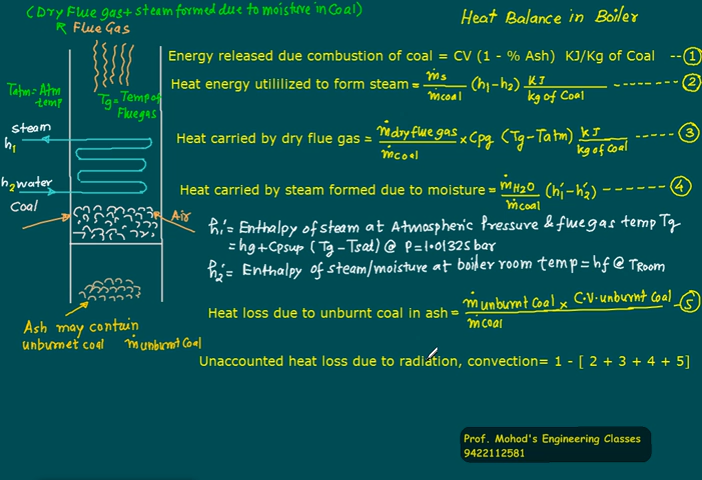 (Dry Flue gas + steam formed due to moisture in Coal)
Flue Gas
Heat Balance in Boiler
Tatm = Atm temp
Tg = Temp of Flue gas
steam
h1
h2 water
Coal
Air
Ash may contain
unburnet coal ṁ unburnt Coal
Energy released due combustion of coal = CV (1 - % Ash) KJ/Kg of Coal --①
Heat energy utililized to form steam = ṁs/ṁcoal (h1-h2) KJ/kg of Coal ------②
Heat carried by dry flue gas = ṁdry flue gas/ṁcoal × Cpg (Tg-Tatm) KJ/kg of Coal -----③
Heat carried by steam formed due to moisture = ṁH2O/ṁcoal (h1'-h2') ------④
h1' = Enthalpy of steam at Atmospheric Pressure & flue gas temp Tg
= hg + Cpsup (Tg-Tsat) @ P=1.01325 bar
h2' = Enthalpy of steam/moisture at boiler room temp = hf @ TRoom
Heat loss due to unburnt coal in ash = ṁunburnt Coal × C.V. unburnt Coal/ṁcoal -⑤
Unaccounted heat loss due to radiation, convection= 1 - [ 2 + 3 + 4 + 5]
Prof. Mohod's Engineering Classes
9422112581